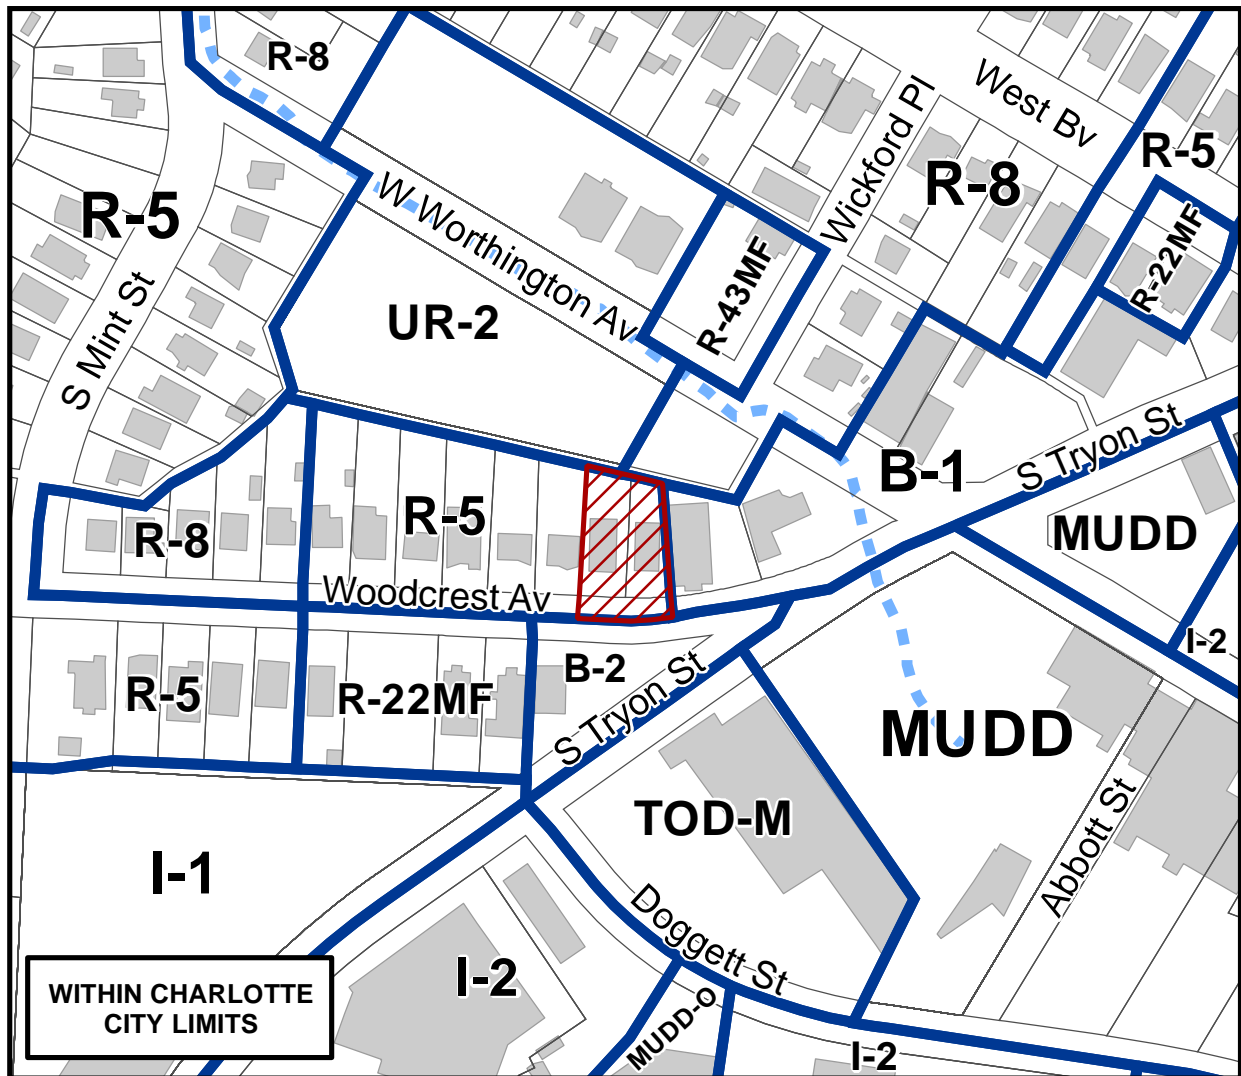 R-8
West Bv
R-5
Wickford Pl
R-8
R-5
W Worthington Av
R-22MF
S Mint St
UR-2
R-43MF
S Tryon St
B-1
R-5
R-8
MUDD
Woodcrest Av
I-2
B-2
R-5
R-22MF
S Tryon St
MUDD
TOD-M
Abbott St
I-1
Doggett St
I-2
WITHIN CHARLOTTE
CITY LIMITS
MUDD-O
I-2